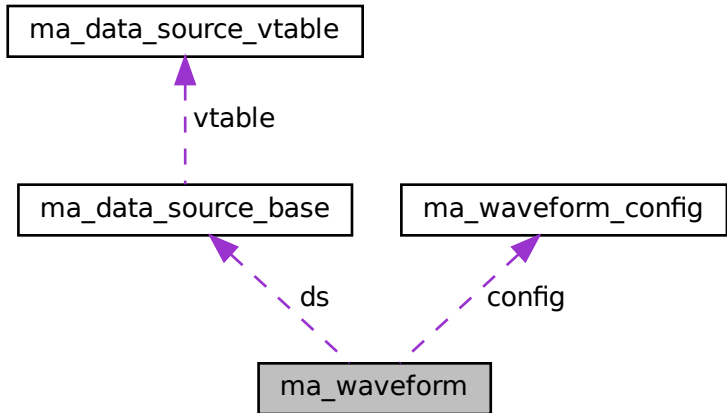 ma_data_source_vtable
vtable
ma_data_source_base
ma_waveform_config
ds
config
ma_waveform